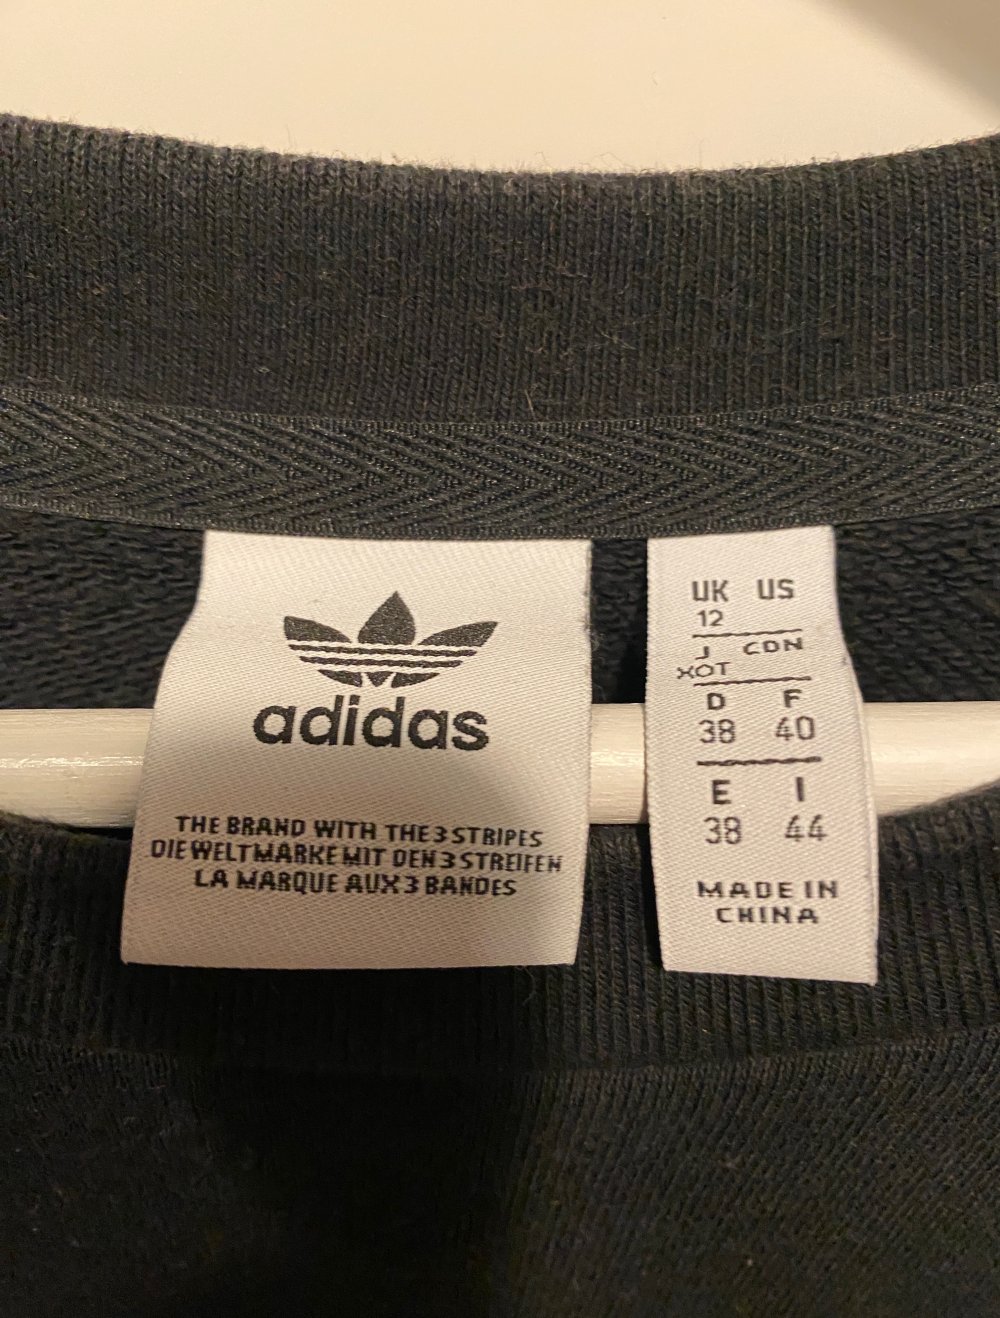 adidas
THE BRAND WITH THE 3 STRIPES
DIE WELTMARKE MIT DEN 3 STREIFEN
LA MARQUE AUX 3 BANDES
UK US
12
J CDN
XOT
D F
38 40
E I
38 44
MADE IN
CHINA